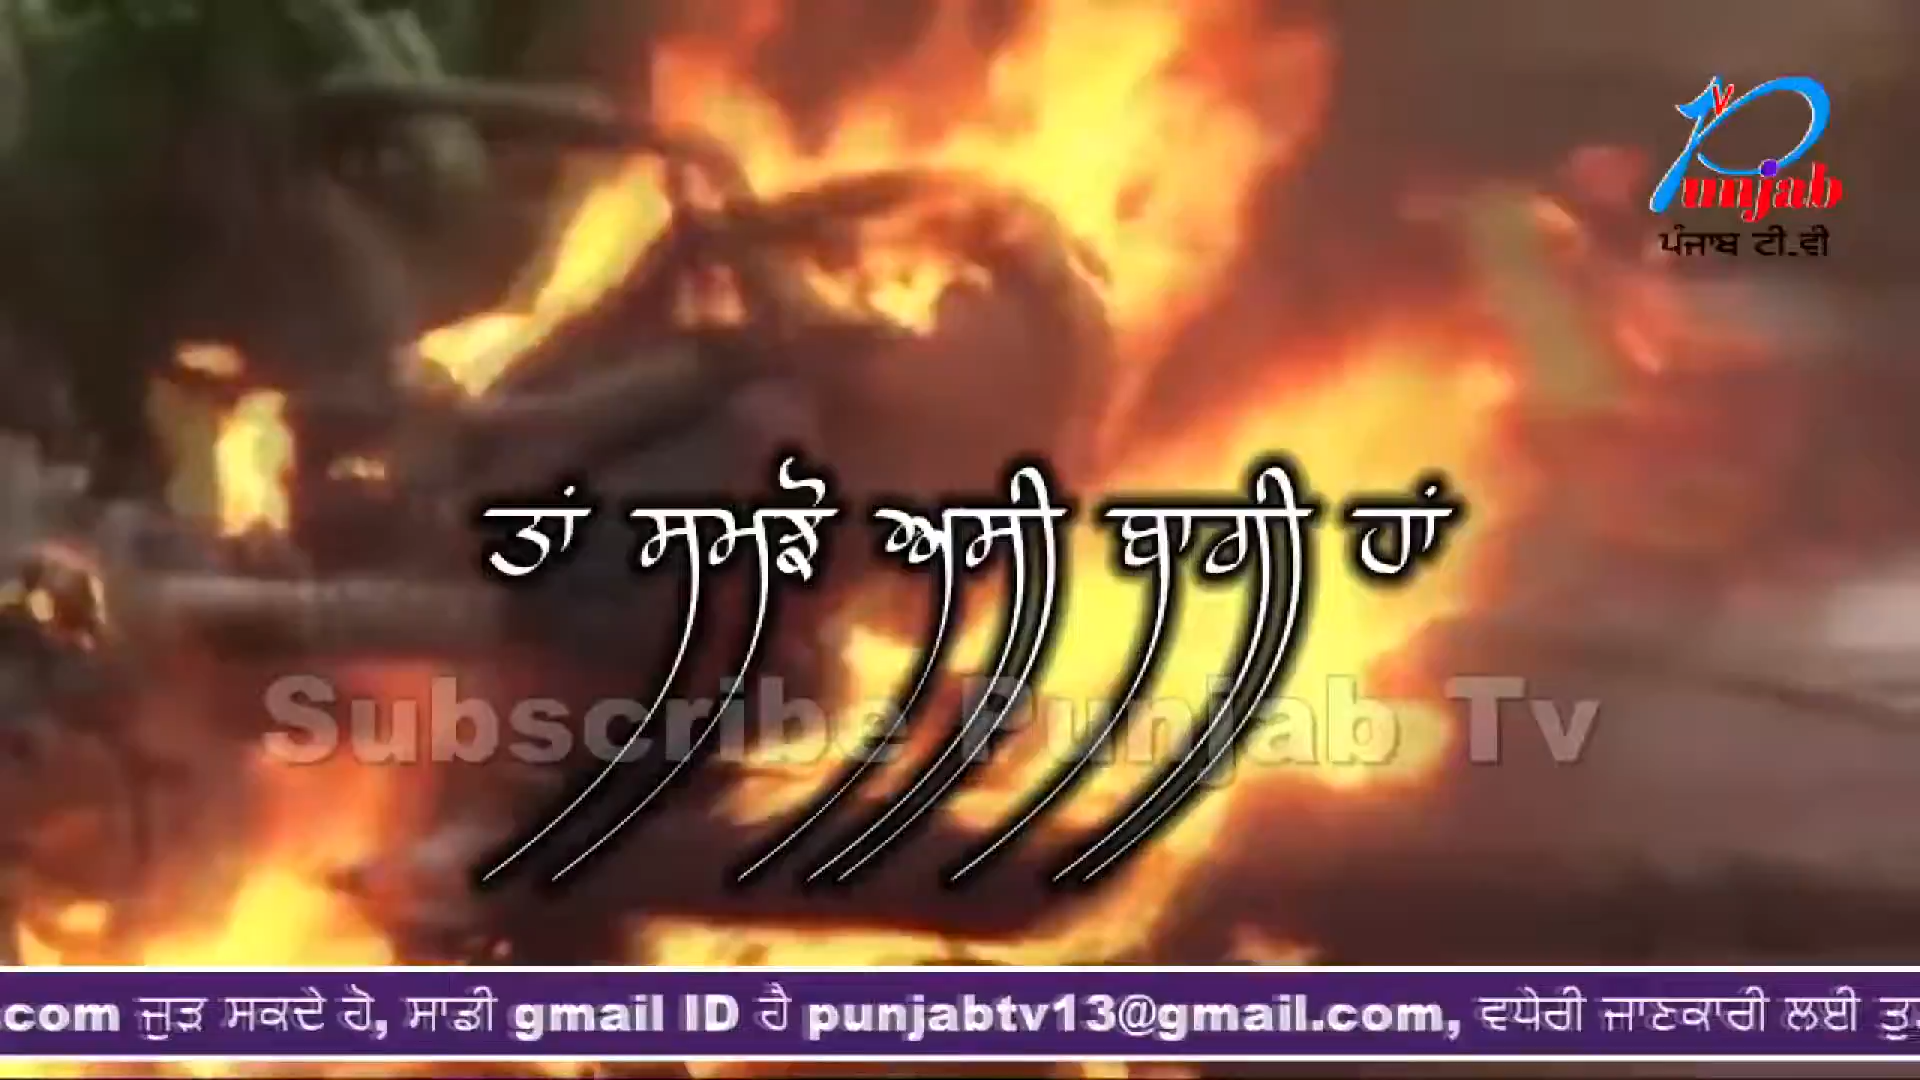 Punjab
ਪੰਜਾਬ ਟੀ.ਵੀ
ਤਾਂ ਸਮਝੋ ਅਸੀ ਬਾਗੀ ਹਾਂ
Subscribe Punjab Tv
.com ਜੁੜ ਸਕਦੇ ਹੋ, ਸਾਡੀ gmail ID ਹੈ punjabtv13@gmail.com, ਵਧੇਰੀ ਜਾਣਕਾਰੀ ਲਈ